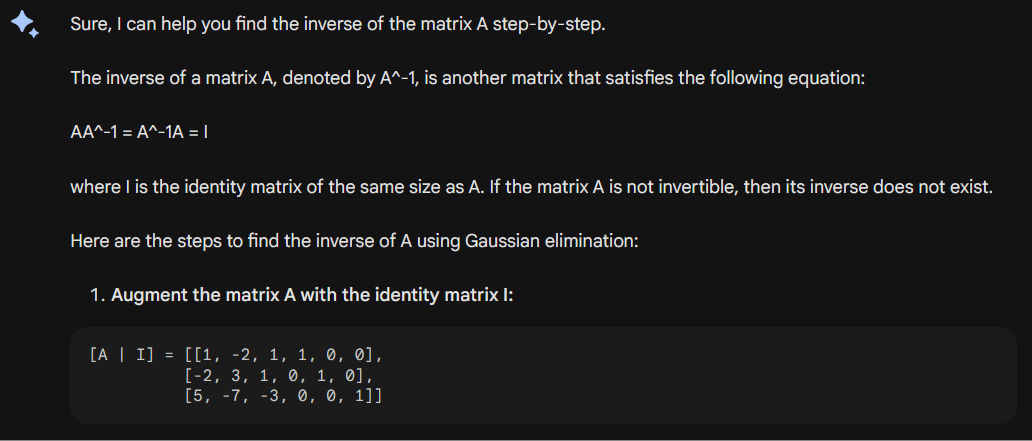 Sure, I can help you find the inverse of the matrix A step-by-step.
The inverse of a matrix A, denoted by A^-1, is another matrix that satisfies the following equation:
AA^-1 = A^-1A = I
where I is the identity matrix of the same size as A. If the matrix A is not invertible, then its inverse does not exist.
Here are the steps to find the inverse of A using Gaussian elimination:
1. Augment the matrix A with the identity matrix I:
[A | I] = [[1, -2, 1, 1, 0, 0],
[-2, 3, 1, 0, 1, 0],
[5, -7, -3, 0, 0, 1]]